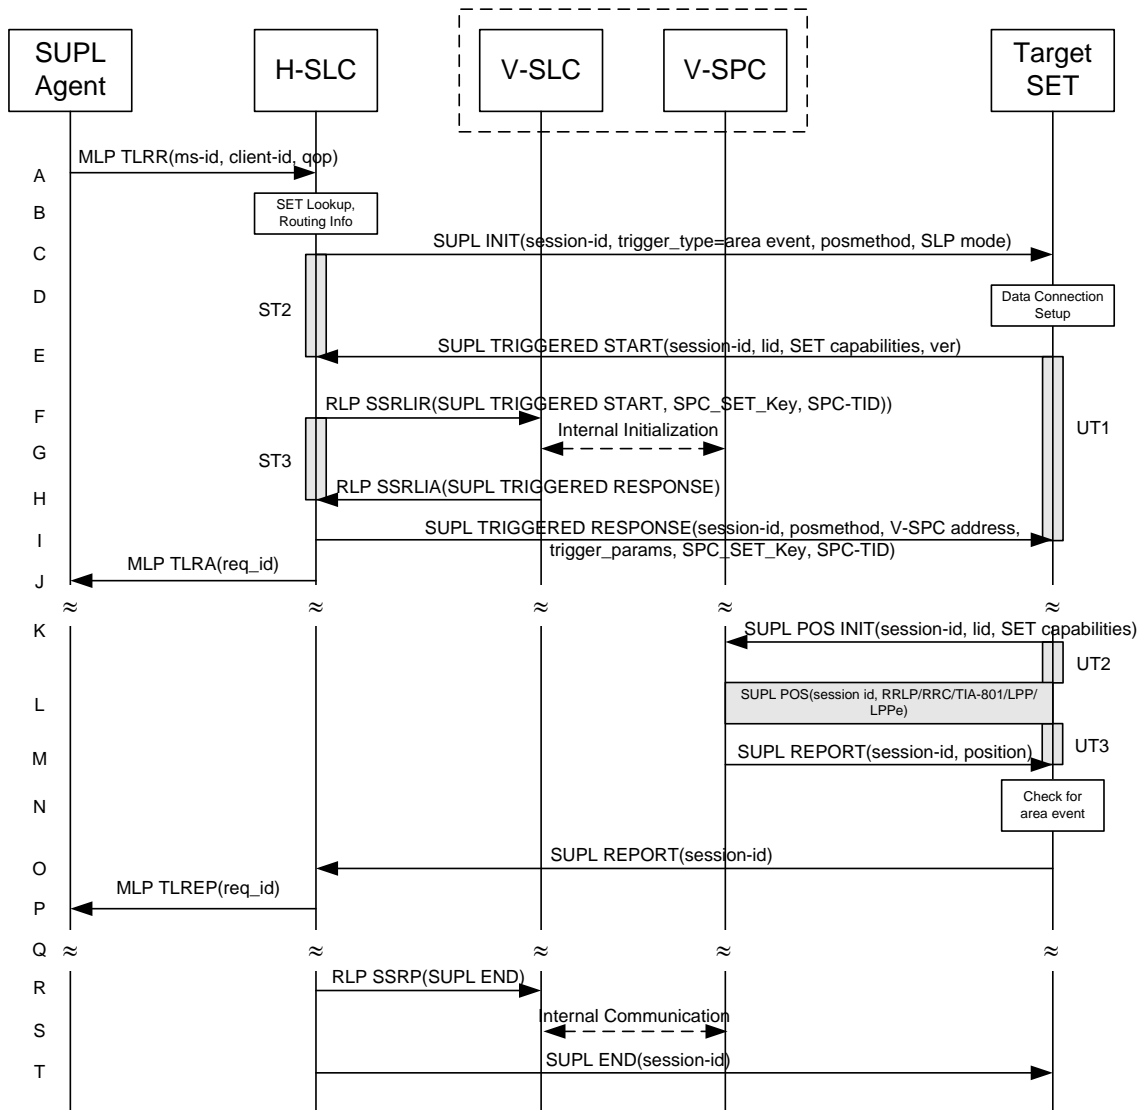 SUPL
Agent
H-SLC
V-SLC
V-SPC
Target
SET
A
MLP TLRR(ms-id, client-id, qop)
B
SET Lookup,
Routing Info
C
SUPL INIT(session-id, trigger_type=area event, posmethod, SLP mode)
D
ST2
Data Connection
Setup
E
SUPL TRIGGERED START(session-id, lid, SET capabilities, ver)
F
RLP SSRLIR(SUPL TRIGGERED START, SPC_SET_Key, SPC-TID))
UT1
G
Internal Initialization
ST3
H
RLP SSRLIA(SUPL TRIGGERED RESPONSE)
I
SUPL TRIGGERED RESPONSE(session-id, posmethod, V-SPC address,
trigger_params, SPC_SET_Key, SPC-TID)
J
MLP TLRA(req_id)
≈ ≈ ≈ ≈ ≈
K
SUPL POS INIT(session-id, lid, SET capabilities)
UT2
L
SUPL POS(session id, RRLP/RRC/TIA-801/LPP/
LPPe)
UT3
M
SUPL REPORT(session-id, position)
N
Check for
area event
O
SUPL REPORT(session-id)
P
MLP TLREP(req_id)
Q ≈ ≈ ≈ ≈ ≈
R
RLP SSRP(SUPL END)
S
Internal Communication
T
SUPL END(session-id)